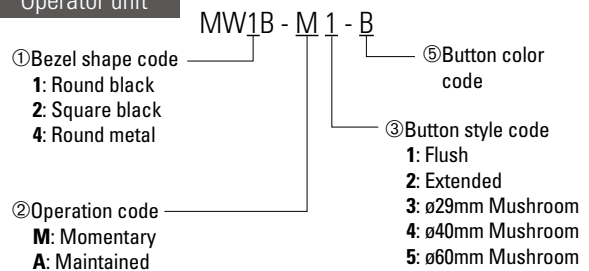 Operator unit
MW1B - M 1 - B
①Bezel shape code
1: Round black
2: Square black
4: Round metal
②Operation code
M: Momentary
A: Maintained
⑤Button color
code
③Button style code
1: Flush
2: Extended
3: ø29mm Mushroom
4: ø40mm Mushroom
5: ø60mm Mushroom